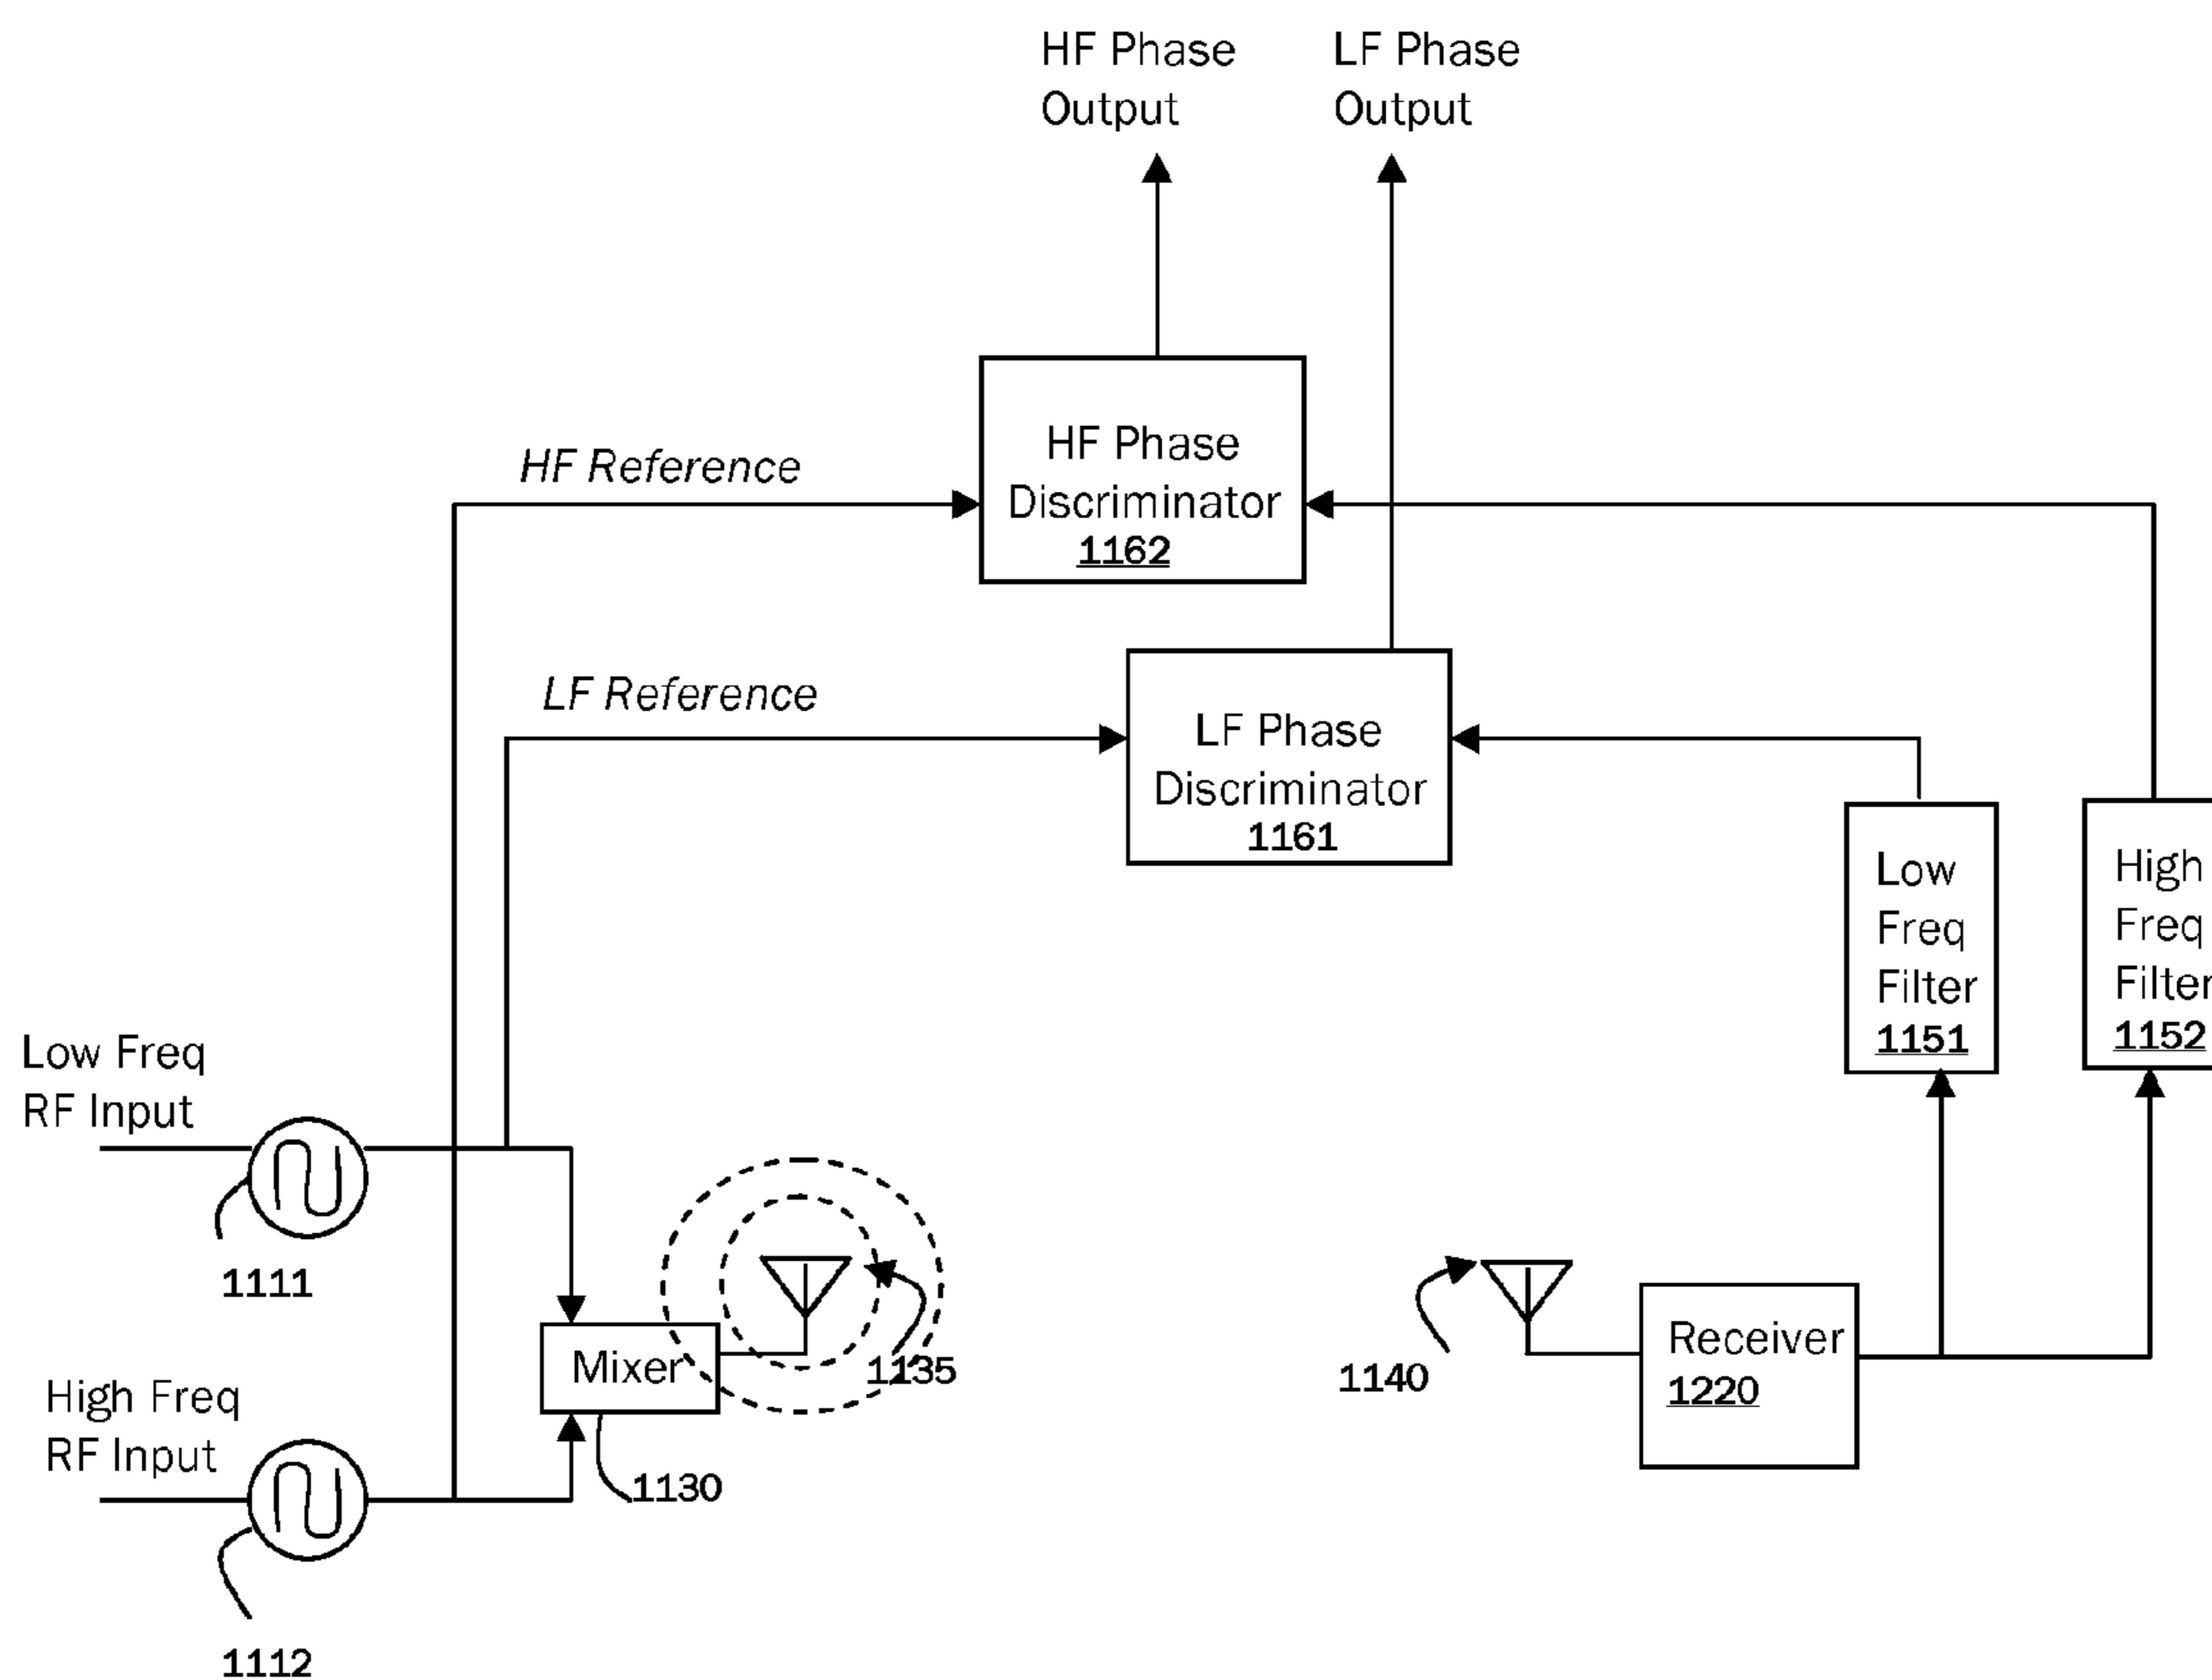 HF Phase
Output
LF Phase
Output
HF Reference
HF Phase
Discriminator
1162
LF Reference
LF Phase
Discriminator
1161
Low
Freq
Filter
1151
High
Freq
Filter
1152
Low Freq
RF Input
1111
High Freq
RF Input
1112
Mixer
1130
1135
1140
Receiver
1220